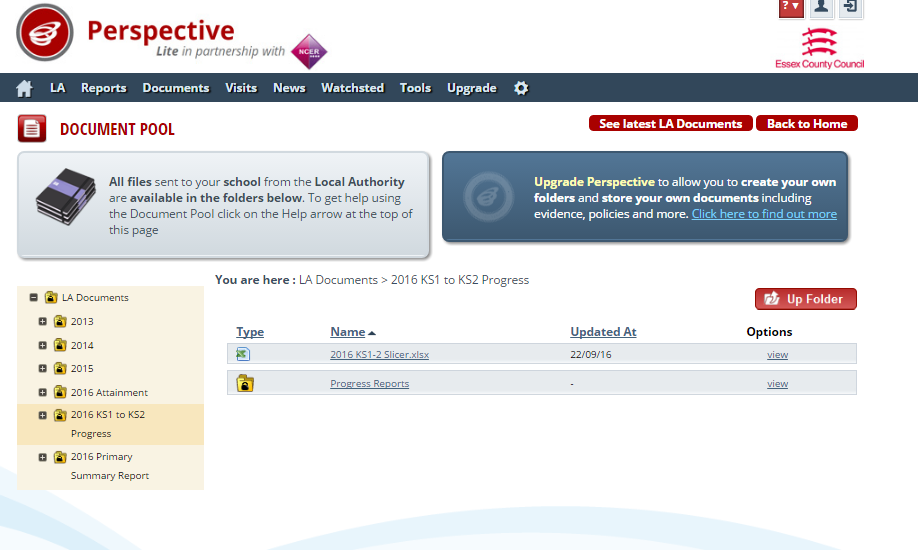 Perspective
Lite in partnership with NCER
? ▾
Essex County Council
LA Reports Documents Visits News Watchsted Tools Upgrade
DOCUMENT POOL
See latest LA Documents Back to Home
All files sent to your school from the Local Authority
are available in the folders below. To get help using
the Document Pool click on the Help arrow at the top of
this page
Upgrade Perspective to allow you to create your own
folders and store your own documents including
evidence, policies and more. Click here to find out more
You are here : LA Documents > 2016 KS1 to KS2 Progress
LA Documents
2013
2014
2015
2016 Attainment
2016 KS1 to KS2
Progress
2016 Primary
Summary Report
Up Folder
Type Name Updated At Options
2016 KS1-2 Slicer.xlsx 22/09/16 view
Progress Reports - view